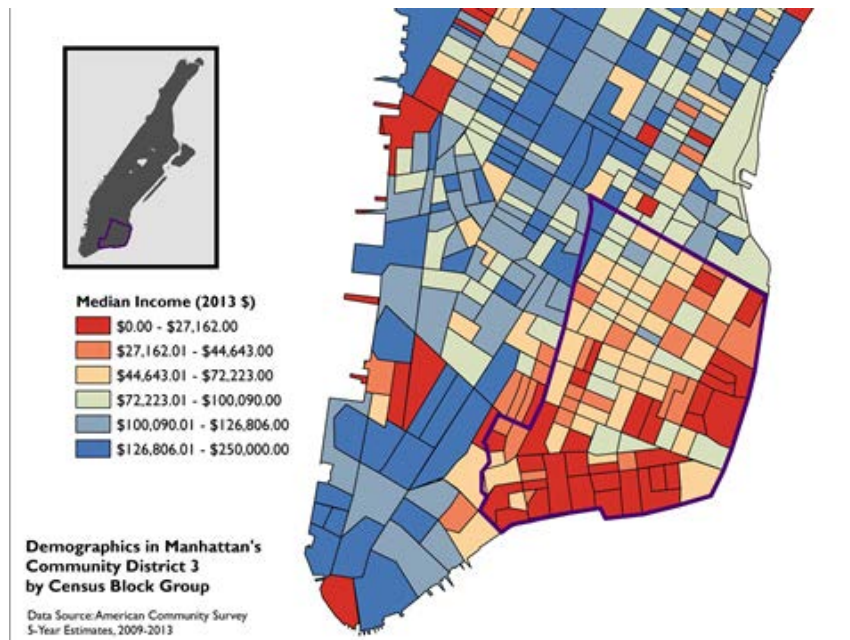 Median Income (2013 $)
$0.00 - $27,162.00
$27,162.01 - $44,643.00
$44,643.01 - $72,223.00
$72,223.01 - $100,090.00
$100,090.01 - $126,806.00
$126,806.01 - $250,000.00
Demographics in Manhattan's
Community District 3
by Census Block Group
Data Source: American Community Survey
5-Year Estimates, 2009-2013